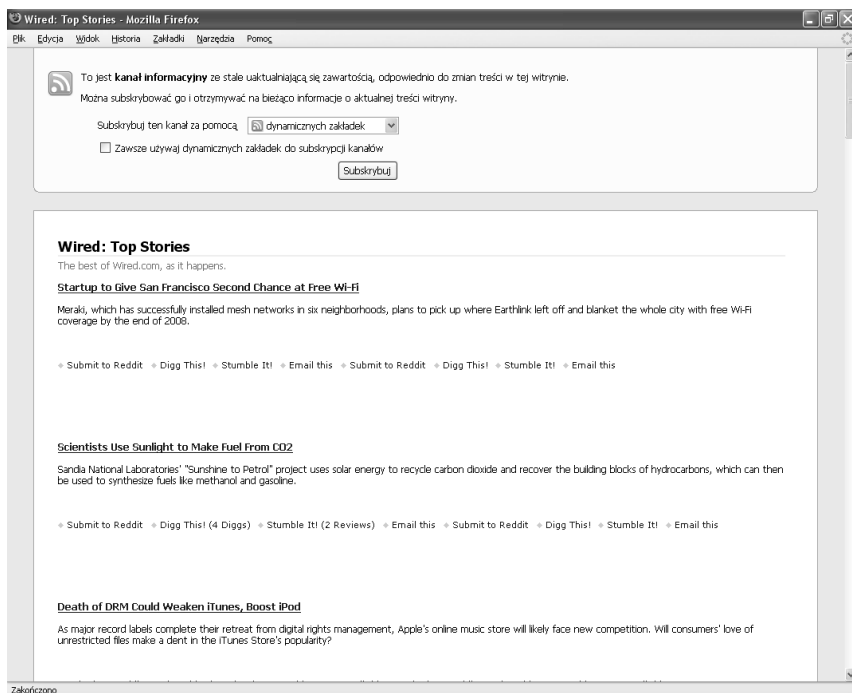 Wired: Top Stories - Mozilla Firefox
Plik Edycja Widok Historia Zakładki Narzędzia Pomoc
To jest kanał informacyjny ze stale uaktualniającą się zawartością, odpowiednio do zmian treści w tej witrynie.
Można subskrybować go i otrzymywać na bieżąco informacje o aktualnej treści witryny.
Subskrybuj ten kanał za pomocą dynamicznych zakładek
Zawsze używaj dynamicznych zakładek do subskrypcji kanałów
Subskrybuj
Wired: Top Stories
The best of Wired.com, as it happens.
Startup to Give San Francisco Second Chance at Free Wi-Fi
Meraki, which has successfully installed mesh networks in six neighborhoods, plans to pick up where Earthlink left off and blanket the whole city with free Wi-Fi
coverage by the end of 2008.
Submit to Reddit Digg This! Stumble It! Email this Submit to Reddit Digg This! Stumble It! Email this
Scientists Use Sunlight to Make Fuel From CO2
Sandia National Laboratories' "Sunshine to Petrol" project uses solar energy to recycle carbon dioxide and recover the building blocks of hydrocarbons, which can then
be used to synthesize fuels like methanol and gasoline.
Submit to Reddit Digg This! (4 Diggs) Stumble It! (2 Reviews) Email this Submit to Reddit Digg This! Stumble It! Email this
Death of DRM Could Weaken iTunes, Boost iPod
As major record labels complete their retreat from digital rights management, Apple's online music store will likely face new competition. Will consumers' love of
unrestricted files make a dent in the iTunes Store's popularity?
Zakończono